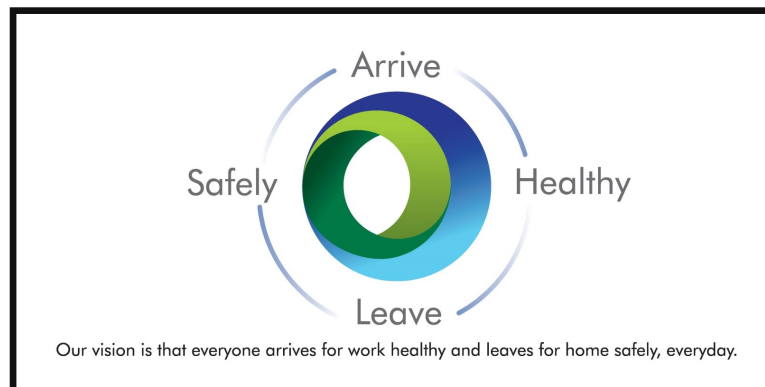 Arrive
Safely
Healthy
Leave
Our vision is that everyone arrives for work healthy and leaves for home safely, everyday.